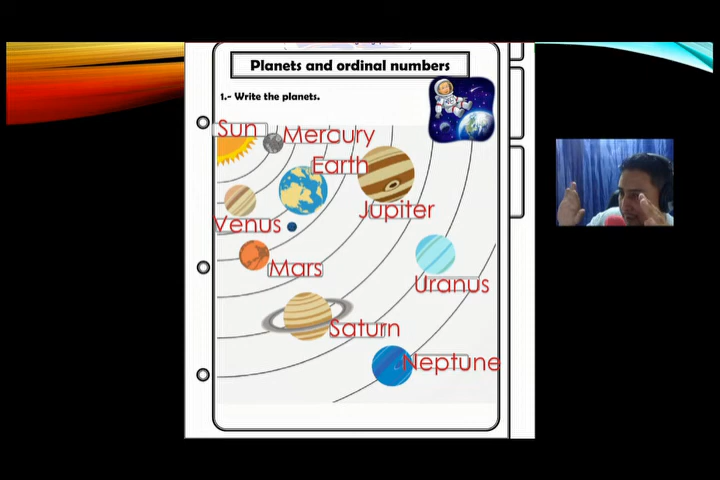 Planets and ordinal numbers
1.- Write the planets.
Sun
Mercury
Earth
Jupiter
Venus
Mars
Uranus
Saturn
Neptune